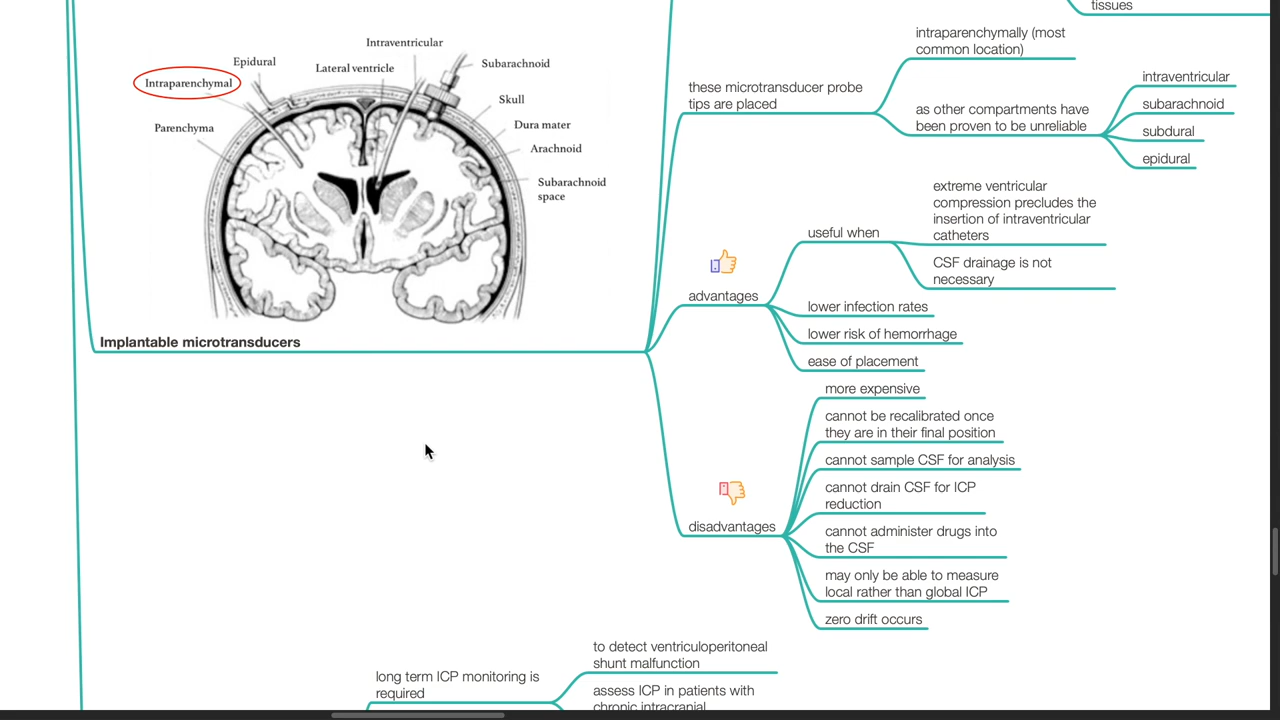 tissues
Intraventricular
Epidural
Lateral ventricle
Subarachnoid
Intraparenchymal
Skull
Parenchyma
Dura mater
Arachnoid
Subarachnoid
space
Implantable microtransducers
these microtransducer probe
tips are placed
intraparenchymally (most
common location)
as other compartments have
been proven to be unreliable
intraventricular
subarachnoid
subdural
epidural
advantages
useful when
extreme ventricular
compression precludes the
insertion of intraventricular
catheters
CSF drainage is not
necessary
lower infection rates
lower risk of hemorrhage
ease of placement
disadvantages
more expensive
cannot be recalibrated once
they are in their final position
cannot sample CSF for analysis
cannot drain CSF for ICP
reduction
cannot administer drugs into
the CSF
may only be able to measure
local rather than global ICP
zero drift occurs
long term ICP monitoring is
required
to detect ventriculoperitoneal
shunt malfunction
assess ICP in patients with
chronic intracranial